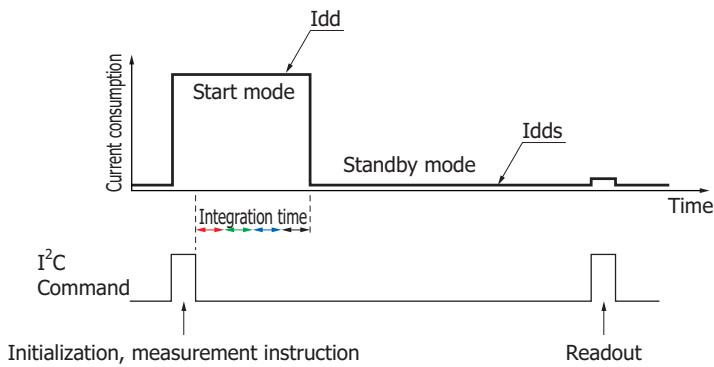 Idd
Current consumption
Start mode
Idds
Standby mode
Time
Integration time
I²C
Command
Initialization, measurement instruction
Readout